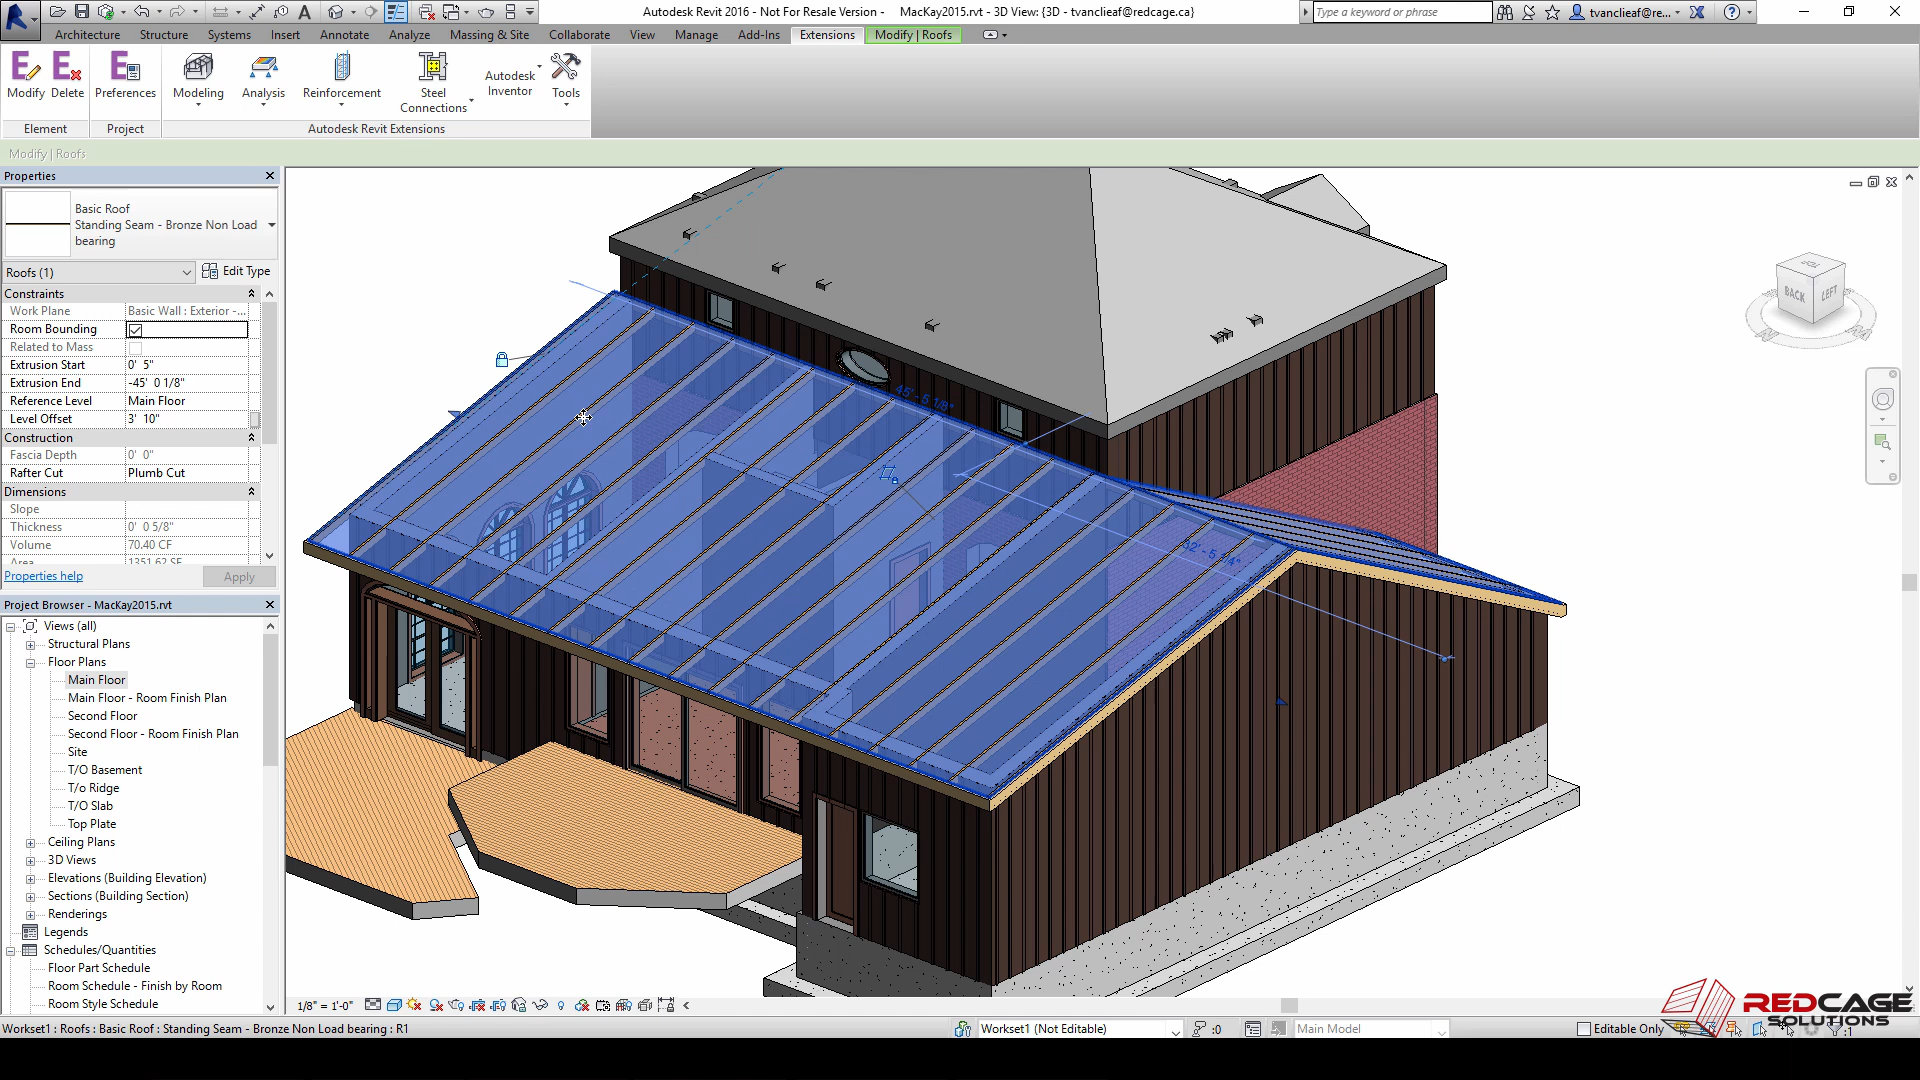 Autodesk Revit 2016 - Not For Resale Version - MacKay2015.rvt - 3D View: {3D - tvanclieaf@redcage.ca}
Type a keyword or phrase
tvanclieaf@re...
Architecture Structure Systems Insert Annotate Analyze Massing & Site Collaborate View Manage Add-Ins Extensions Modify | Roofs
Modify Delete Preferences Modeling Analysis Reinforcement Steel Connections Autodesk Inventor Tools
Element Project Autodesk Revit Extensions
Modify | Roofs
Properties
Basic Roof
Standing Seam - Bronze Non Load
bearing
Roofs (1)
Edit Type
Constraints
Work Plane Basic Wall : Exterior -...
Room Bounding
Related to Mass
Extrusion Start 0' 5"
Extrusion End -45' 0 1/8"
Reference Level Main Floor
Level Offset 3' 10"
Construction
Fascia Depth 0' 0"
Rafter Cut Plumb Cut
Dimensions
Slope
Thickness 0' 0 5/8"
Volume 70.40 CF
Area 1351.62 SF
Properties help
Apply
Project Browser - MacKay2015.rvt
Views (all)
Structural Plans
Floor Plans
Main Floor
Main Floor - Room Finish Plan
Second Floor
Second Floor - Room Finish Plan
Site
T/O Basement
T/o Ridge
T/O Slab
Top Plate
Ceiling Plans
3D Views
Elevations (Building Elevation)
Sections (Building Section)
Renderings
Legends
Schedules/Quantities
Floor Part Schedule
Room Schedule - Finish by Room
Room Style Schedule
45' - 5 1/8"
TOP
BACK
LEFT
1/8" = 1'-0"
REDCAGE
SOLUTIONS
Workset1 : Roofs : Basic Roof : Standing Seam - Bronze Non Load bearing : R1
Workset1 (Not Editable)
:0
Main Model
Editable Only
:1